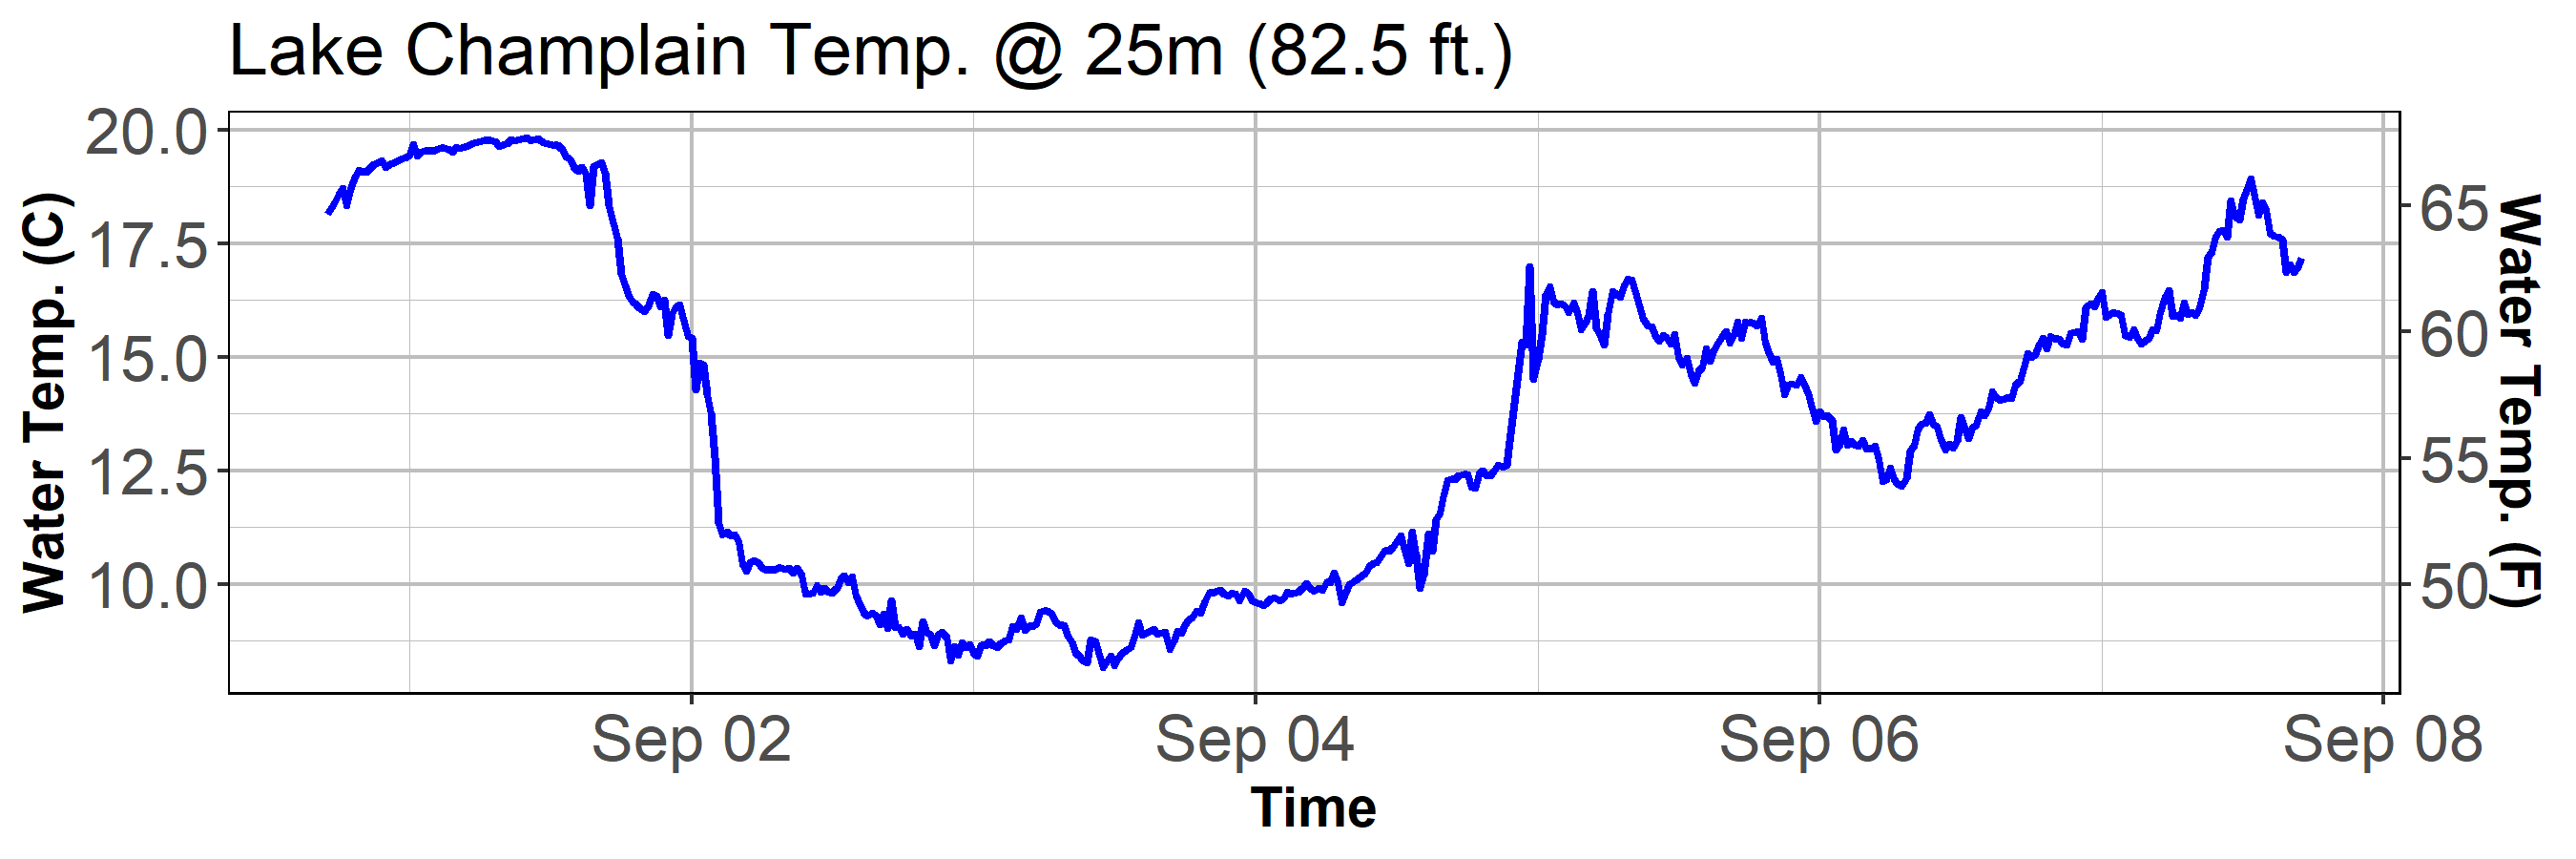 Lake Champlain Temp. @ 25m (82.5 ft.)
Water Temp. (C)
20.0
17.5
15.0
12.5
10.0
65
60
55
50
Water Temp. (F)
Sep 02
Sep 04
Sep 06
Sep 08
Time